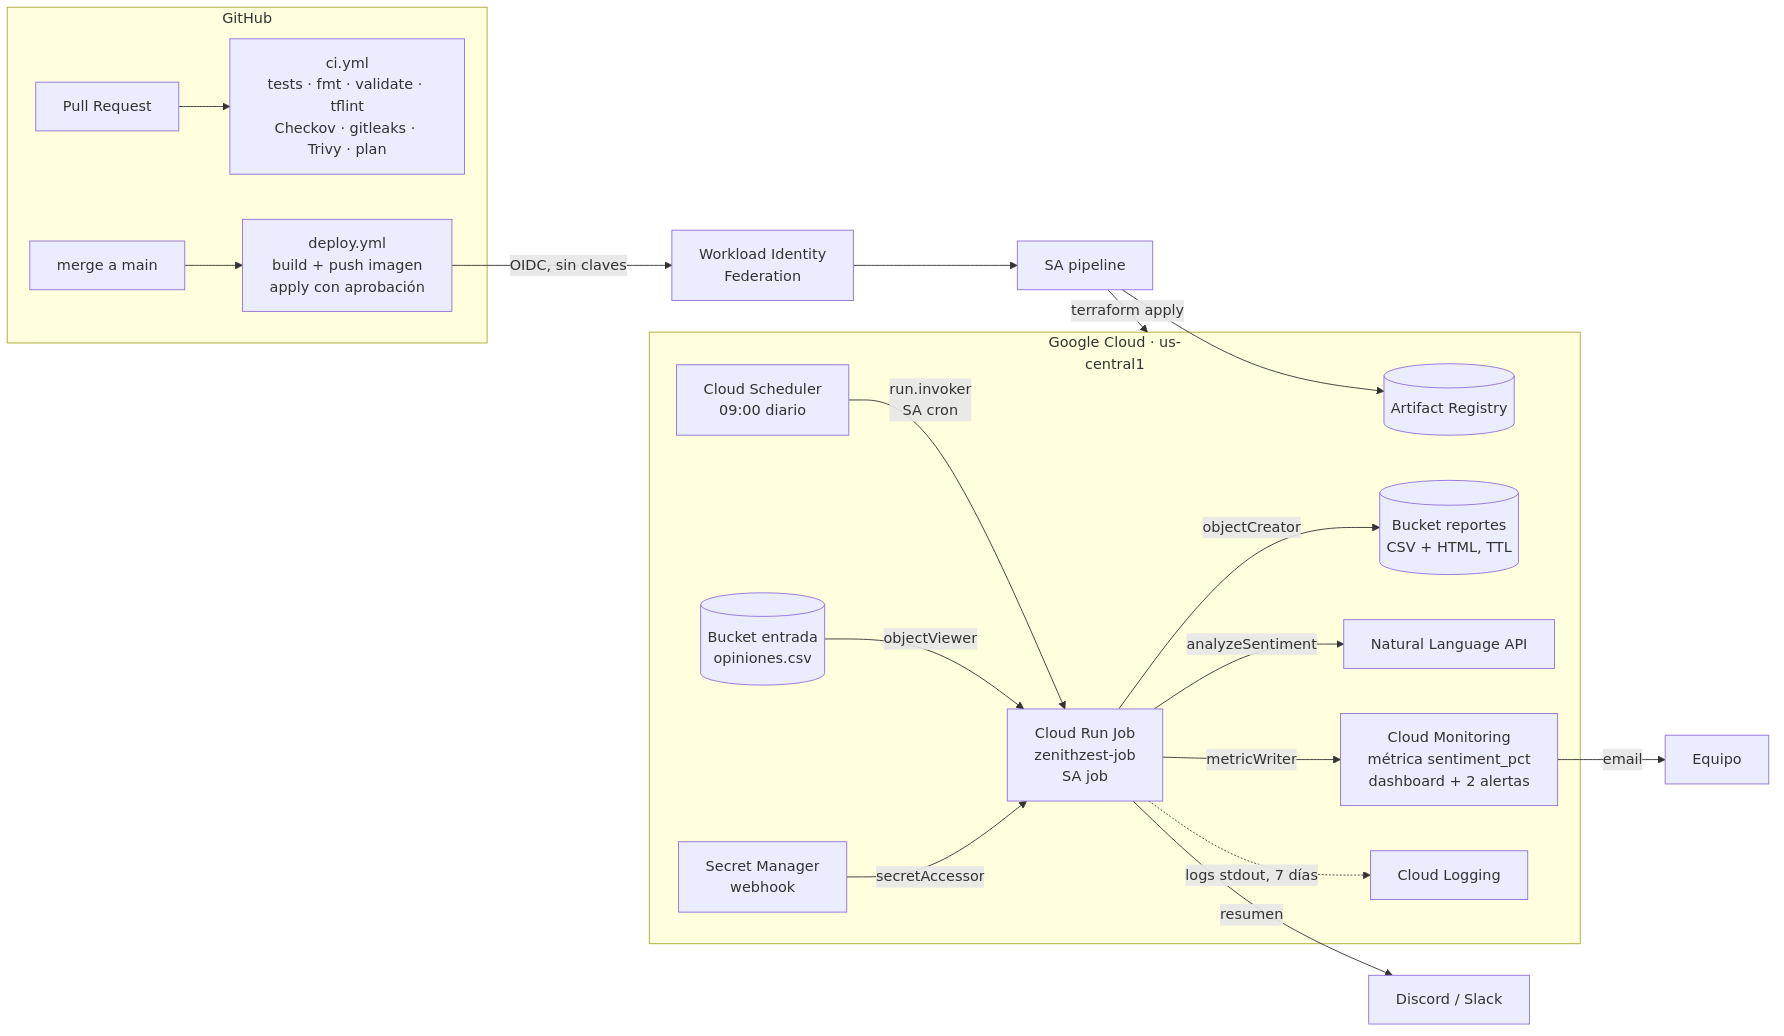 GitHub
Pull Request
ci.yml
tests · fmt · validate ·
tflint
Checkov · gitleaks ·
Trivy · plan
merge a main
deploy.yml
build + push imagen
apply con aprobación
OIDC, sin claves
Workload Identity
Federation
SA pipeline
terraform apply
Google Cloud · us-
central1
Cloud Scheduler
09:00 diario
run.invoker
SA cron
Artifact Registry
objectCreator
Bucket reportes
CSV + HTML, TTL
Bucket entrada
opiniones.csv
objectViewer
analyzeSentiment
Natural Language API
Cloud Run Job
zenithzest-job
SA job
metricWriter
Cloud Monitoring
métrica sentiment_pct
dashboard + 2 alertas
email
Equipo
Secret Manager
webhook
secretAccessor
logs stdout, 7 días
Cloud Logging
resumen
Discord / Slack